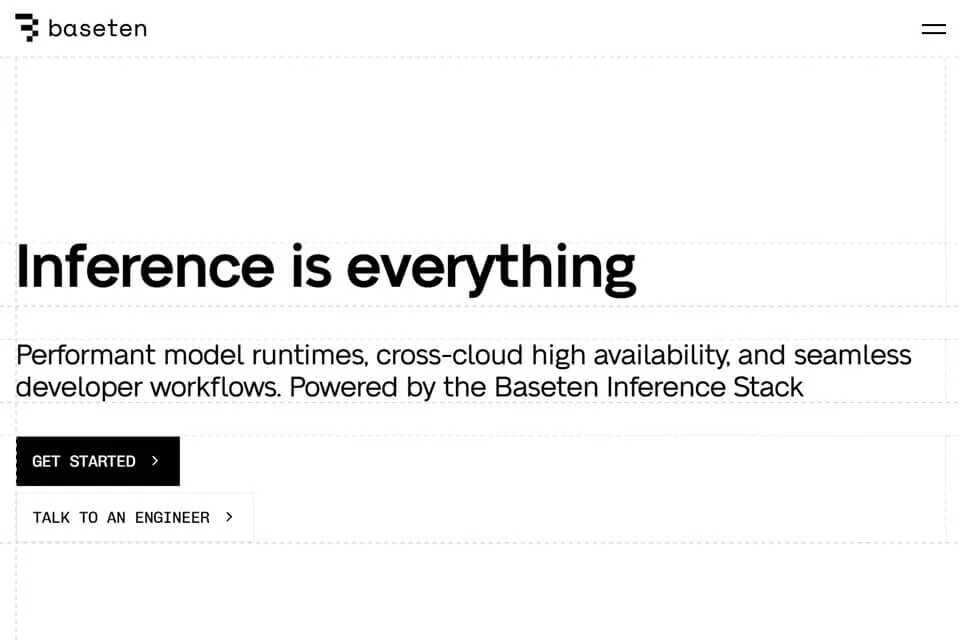 baseten
Inference is everything
Performant model runtimes, cross-cloud high availability, and seamless
developer workflows. Powered by the Baseten Inference Stack
GET STARTED
TALK TO AN ENGINEER